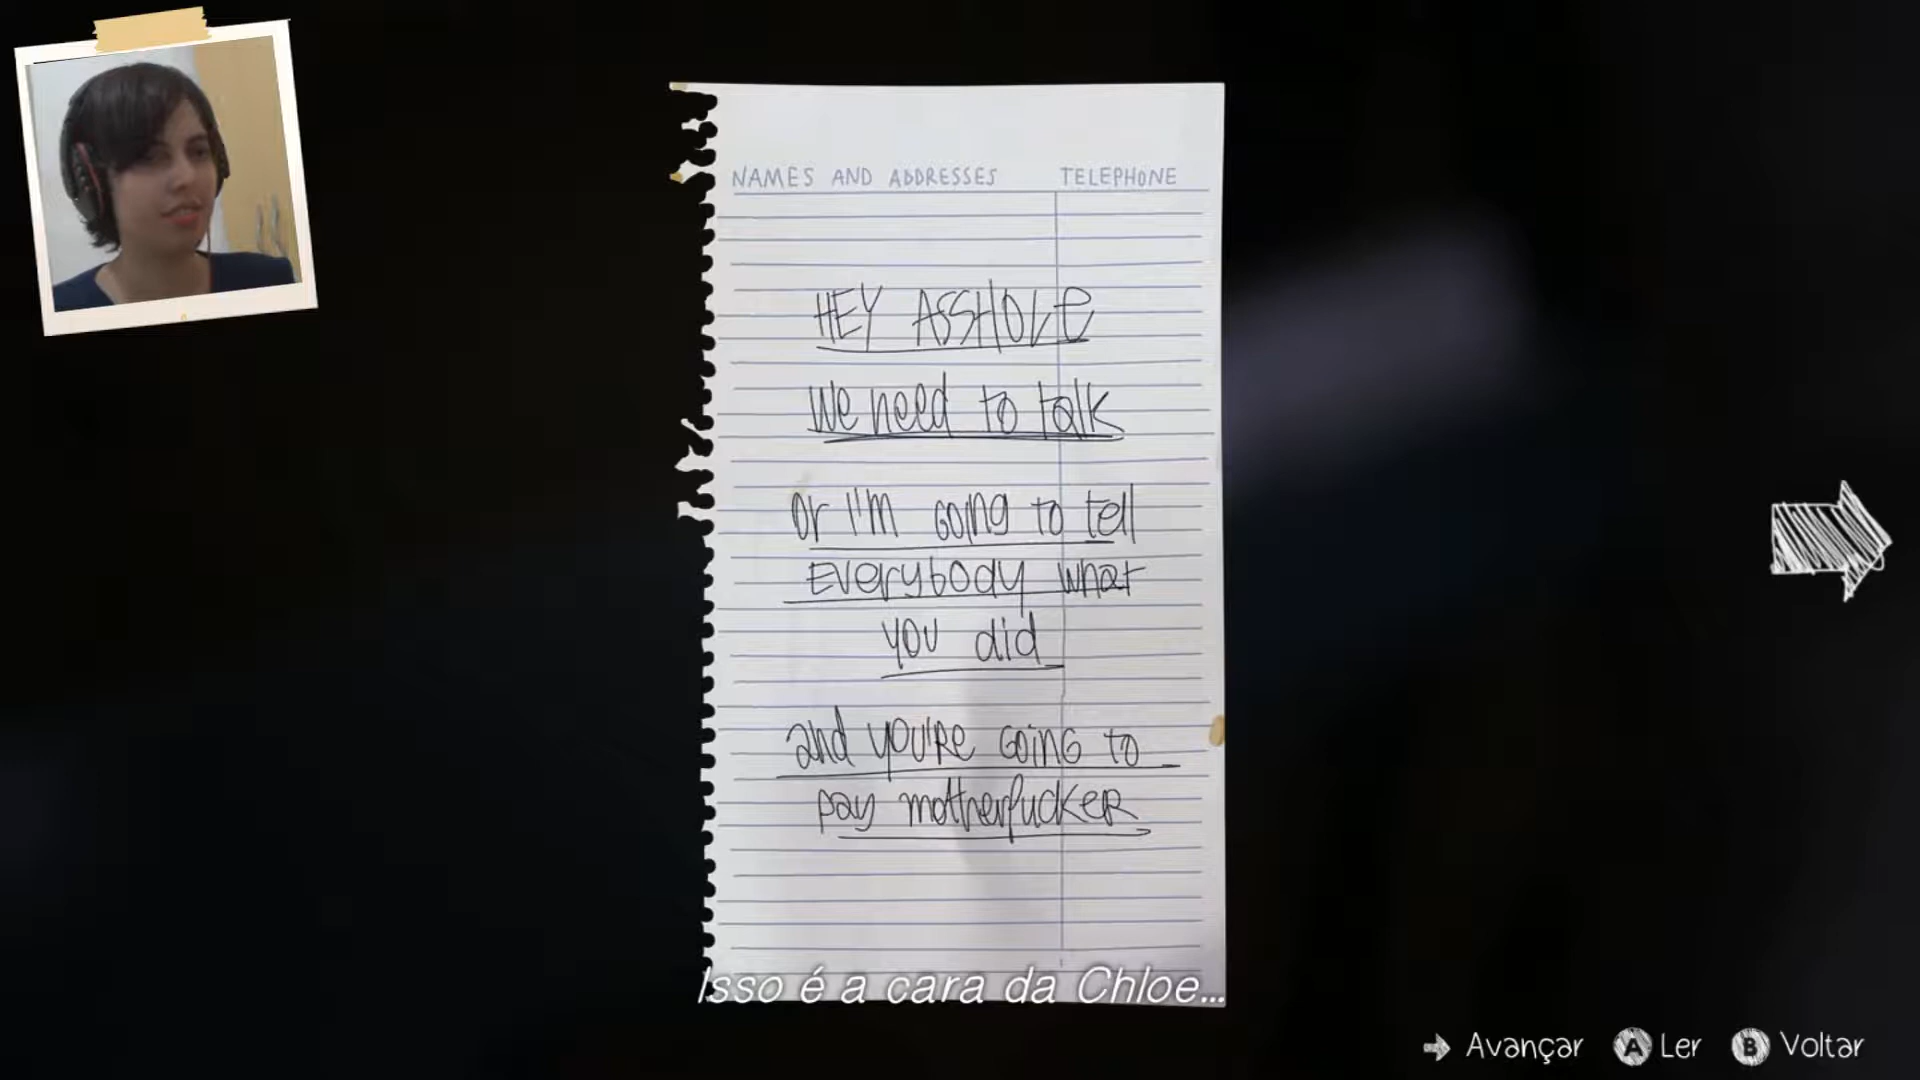 NAMES AND ADDRESSES TELEPHONE
HEY ASSHOLE
We need to talk
Or I'm Going to tell
Everybody what
you did
and you're Going to
pay motherfucker
Isso é a cara da Chloe...
Avançar A Ler B Voltar